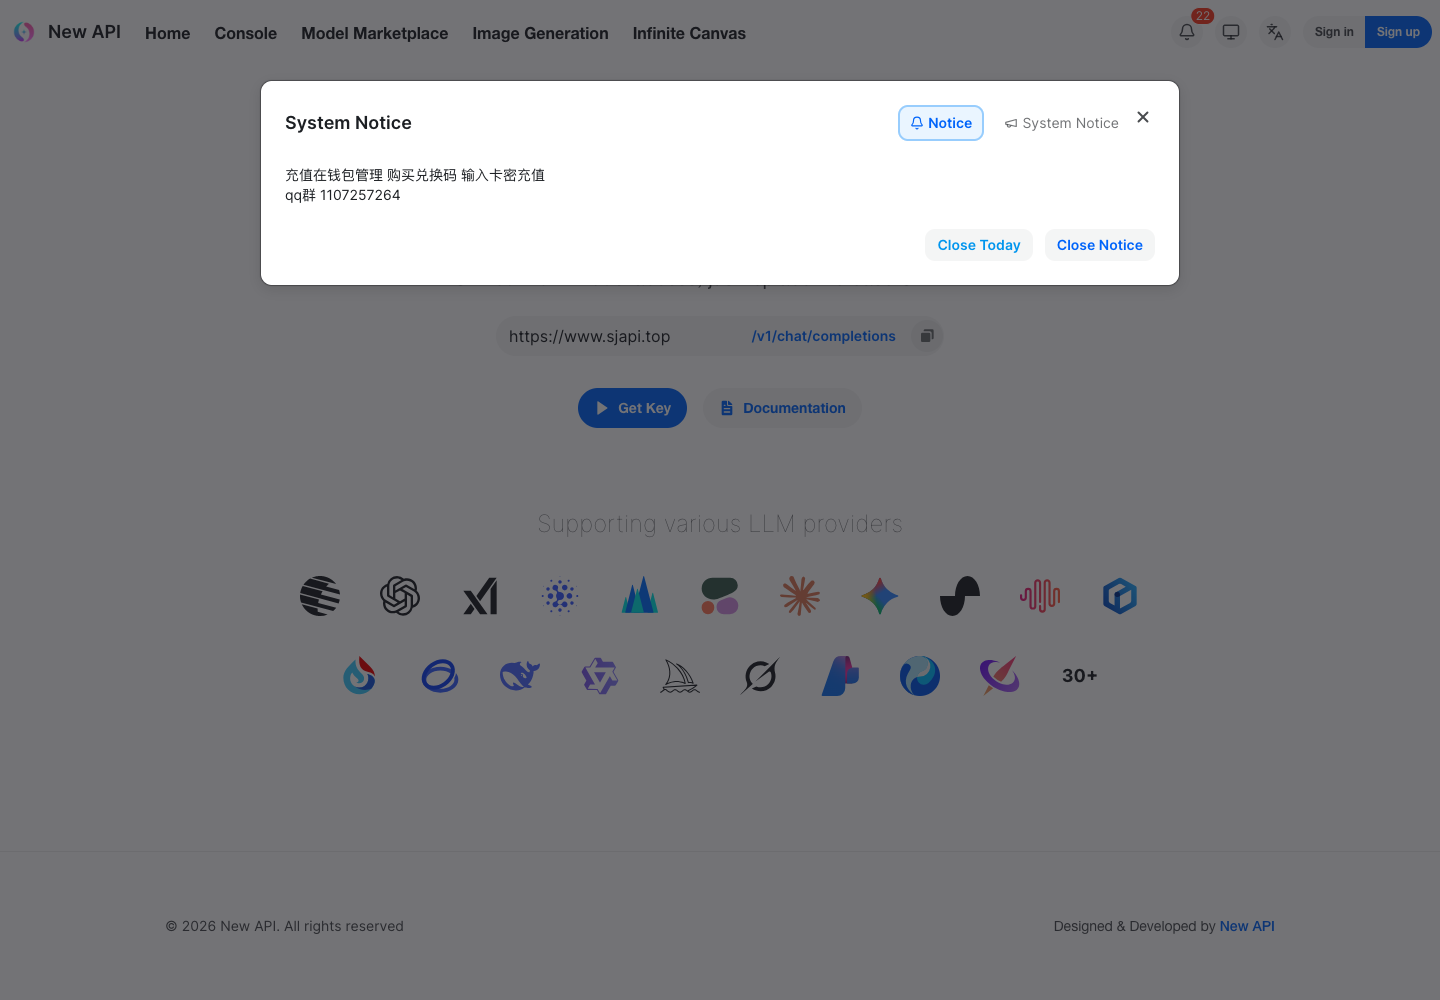 New API
Home
Console
Model Marketplace
Image Generation
Infinite Canvas
22
Sign in
Sign up
System Notice
Notice
System Notice
充值在钱包管理 购买兑换码 输入卡密充值
qq群 1107257264
Close Today
Close Notice
https://www.sjapi.top
/v1/chat/completions
Get Key
Documentation
Supporting various LLM providers
30+
© 2026 New API. All rights reserved
Designed & Developed by New API